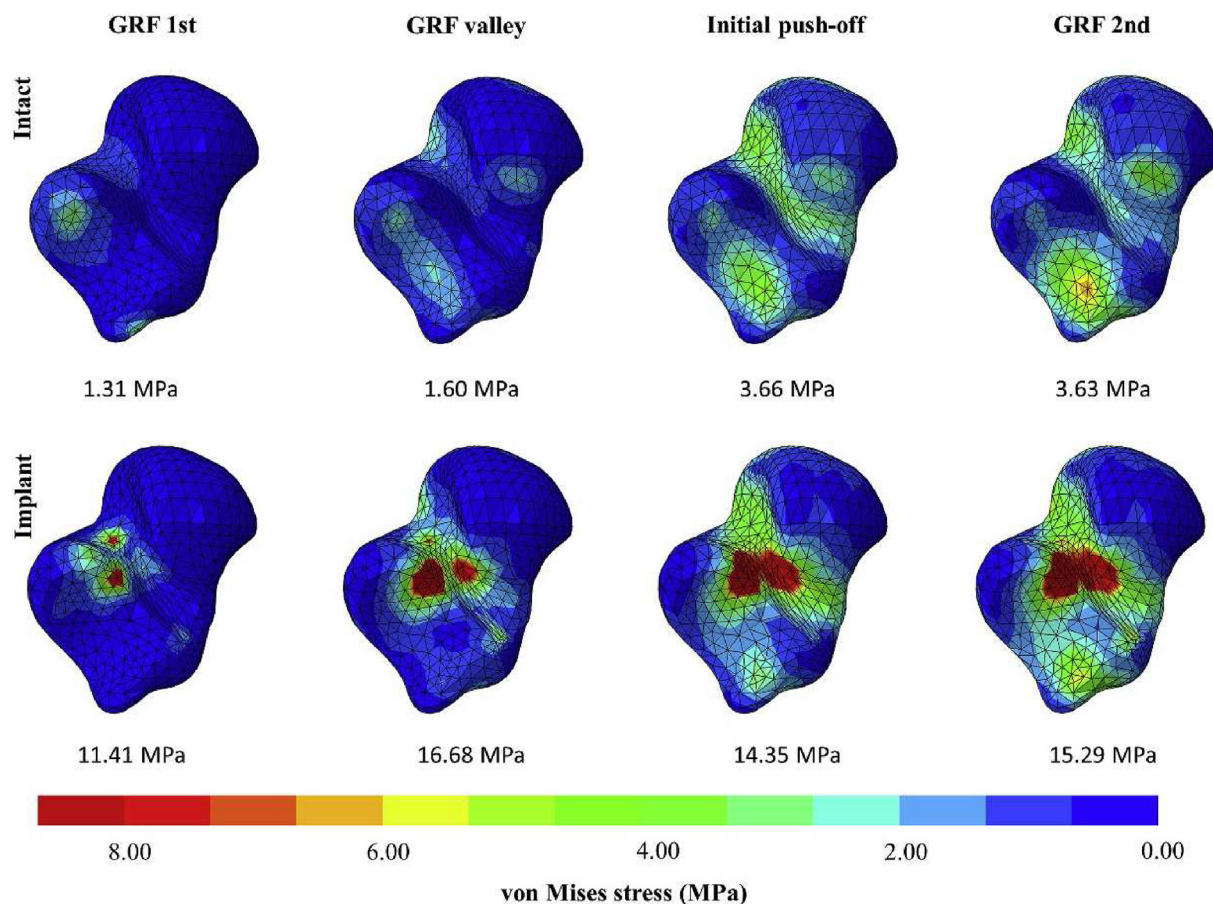 GRF 1st GRF valley Initial push-off GRF 2nd
Intact
1.31 MPa 1.60 MPa 3.66 MPa 3.63 MPa
Implant
11.41 MPa 16.68 MPa 14.35 MPa 15.29 MPa
8.00 6.00 4.00 2.00 0.00
von Mises stress (MPa)